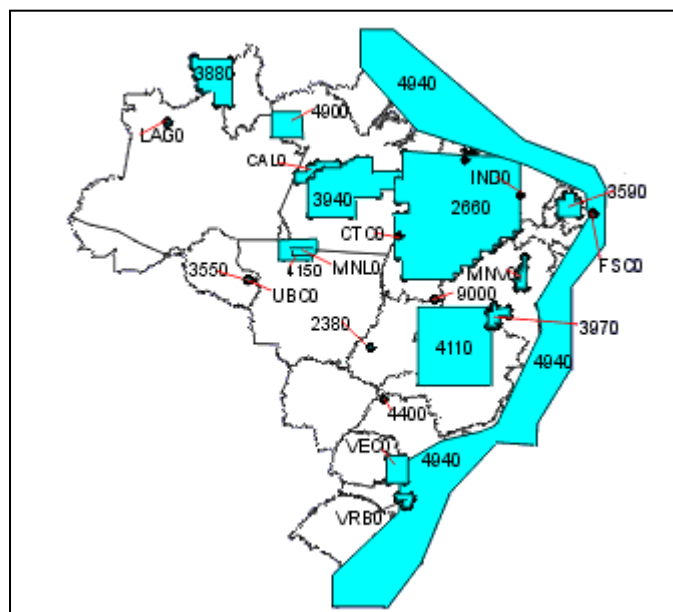 3880
4940
4900
LAG0
CAL0
IND0
3590
3940
2660
CTC0
FSC0
4150
MNL0
MNV0
3550
UBC0
9000
2380
3970
4110
4940
4400
VEC0
4940
VRB0